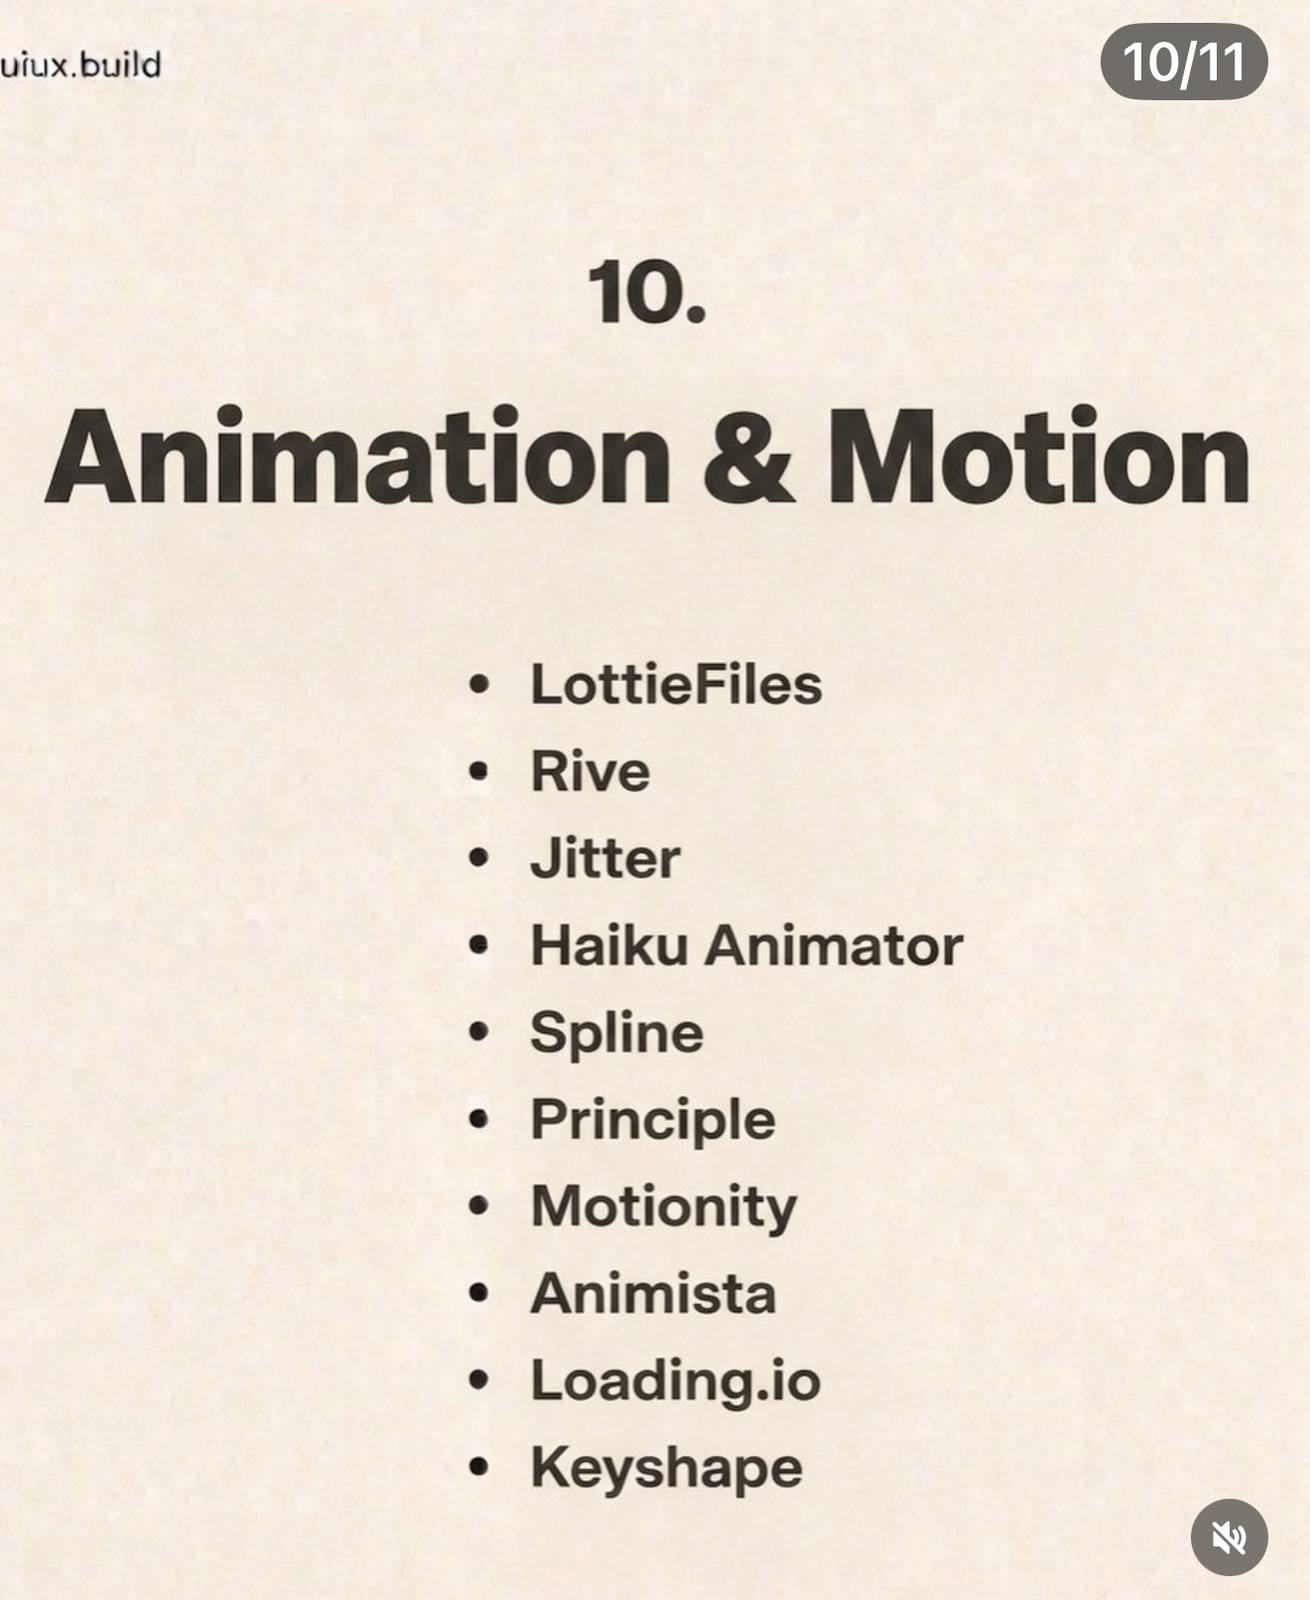 uiux.build
10/11
10.
Animation & Motion
• LottieFiles
• Rive
• Jitter
• Haiku Animator
• Spline
• Principle
• Motionity
• Animista
• Loading.io
• Keyshape